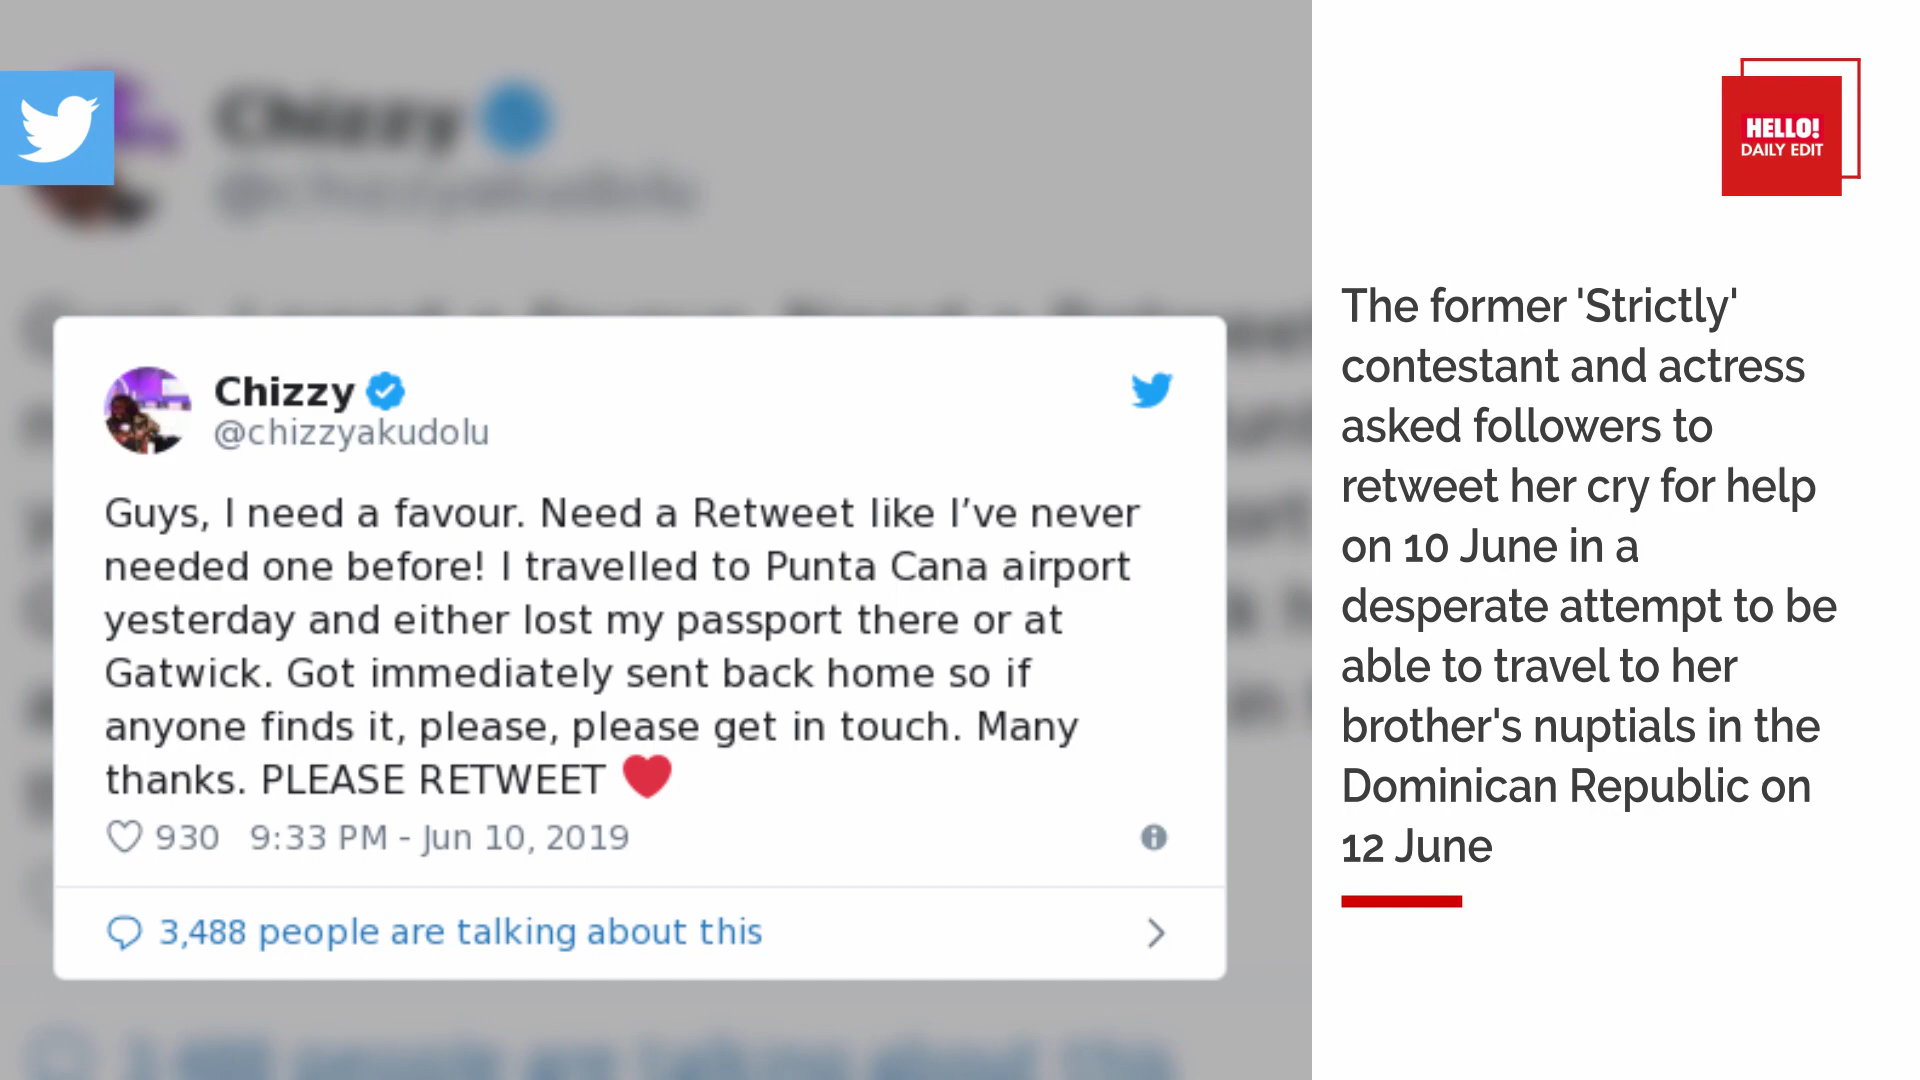 Chizzy
@chizzyakudolu
Guys, I need a favour. Need a Retweet like I’ve never
needed one before! I travelled to Punta Cana airport
yesterday and either lost my passport there or at
Gatwick. Got immediately sent back home so if
anyone finds it, please, please get in touch. Many
thanks. PLEASE RETWEET ❤
930 9:33 PM - Jun 10, 2019
3,488 people are talking about this
HELLO!
DAILY EDIT
The former 'Strictly'
contestant and actress
asked followers to
retweet her cry for help
on 10 June in a
desperate attempt to be
able to travel to her
brother's nuptials in the
Dominican Republic on
12 June